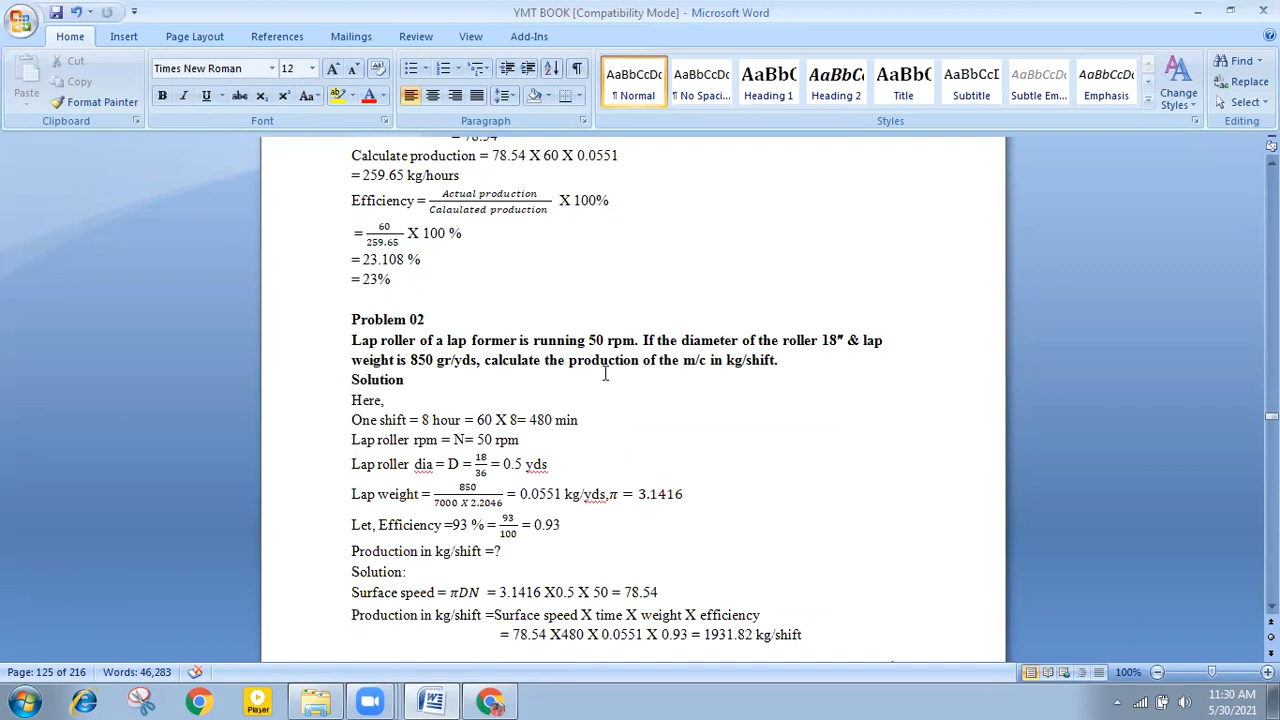 YMT BOOK [Compatibility Mode] - Microsoft Word
Home Insert Page Layout References Mailings Review View Add-Ins
Cut
Copy
Paste
Format Painter
Clipboard
Times New Roman 12
Font
Paragraph
AaBbCcDc AaBbCcDc AaBbC AaBbCc AaBbC AaBbCcI AaBbCcDc AaBbCcDc
¶ Normal ¶ No Spaci... Heading 1 Heading 2 Title Subtitle Subtle Em... Emphasis
Change Styles
Styles
Find
Replace
Select
Editing
= 78.54
Calculate production = 78.54 X 60 X 0.0551
= 259.65 kg/hours
Efficiency = Actual production / Calaulated production X 100%
= 60/259.65 X 100 %
= 23.108 %
= 23%
Problem 02
Lap roller of a lap former is running 50 rpm. If the diameter of the roller 18″ & lap
weight is 850 gr/yds, calculate the production of the m/c in kg/shift.
Solution
Here,
One shift = 8 hour = 60 X 8= 480 min
Lap roller rpm = N= 50 rpm
Lap roller dia = D = 18/36 = 0.5 yds
Lap weight = 850/7000 X 2.2046 = 0.0551 kg/yds,π = 3.1416
Let, Efficiency =93 % = 93/100 = 0.93
Production in kg/shift =?
Solution:
Surface speed = πDN = 3.1416 X0.5 X 50 = 78.54
Production in kg/shift =Surface speed X time X weight X efficiency
= 78.54 X480 X 0.0551 X 0.93 = 1931.82 kg/shift
Page: 125 of 216 Words: 46,283 100%
Player
11:30 AM
5/30/2021